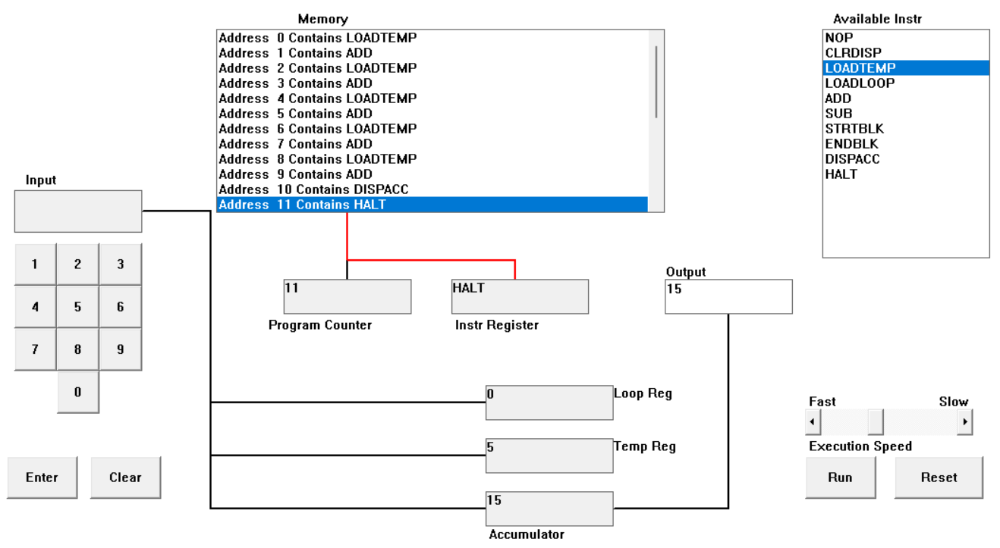 Memory
Address 0 Contains LOADTEMP
Address 1 Contains ADD
Address 2 Contains LOADTEMP
Address 3 Contains ADD
Address 4 Contains LOADTEMP
Address 5 Contains ADD
Address 6 Contains LOADTEMP
Address 7 Contains ADD
Address 8 Contains LOADTEMP
Address 9 Contains ADD
Address 10 Contains DISPACC
Address 11 Contains HALT
Available Instr
NOP
CLRDISP
LOADTEMP
LOADLOOP
ADD
SUB
STRTBLK
ENDBLK
DISPACC
HALT
Input
1 2 3
4 5 6
7 8 9
0
Enter Clear
11
Program Counter
HALT
Instr Register
Output
15
0 Loop Reg
5 Temp Reg
15
Accumulator
Fast Slow
Execution Speed
Run Reset